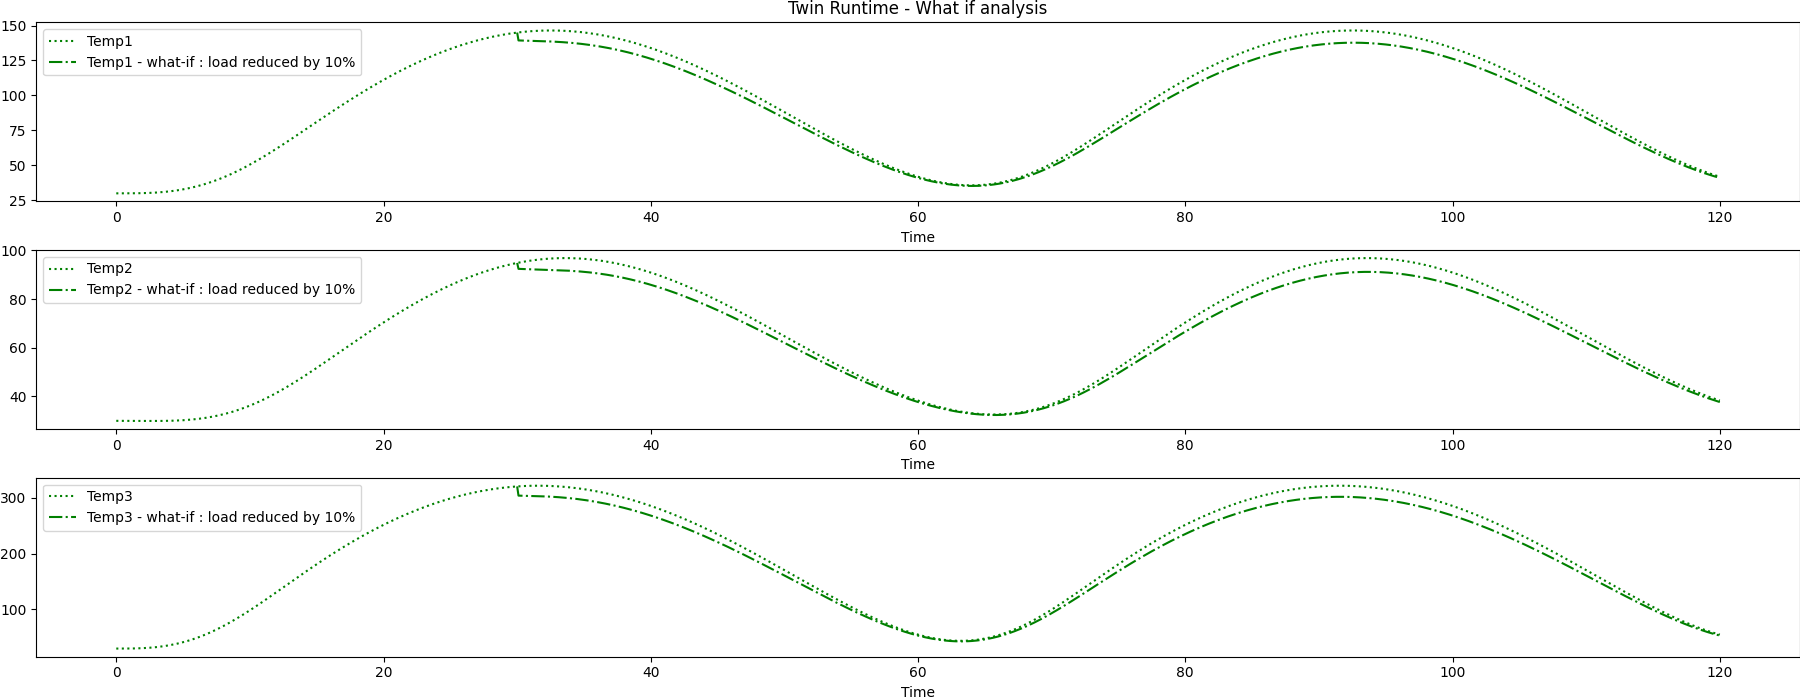 Twin Runtime - What if analysis
150
125
100
75
50
25
Temp1
Temp1 - what-if : load reduced by 10%
0 20 40 60 80 100 120
Time
100
80
60
40
Temp2
Temp2 - what-if : load reduced by 10%
0 20 40 60 80 100 120
Time
300
200
100
Temp3
Temp3 - what-if : load reduced by 10%
0 20 40 60 80 100 120
Time